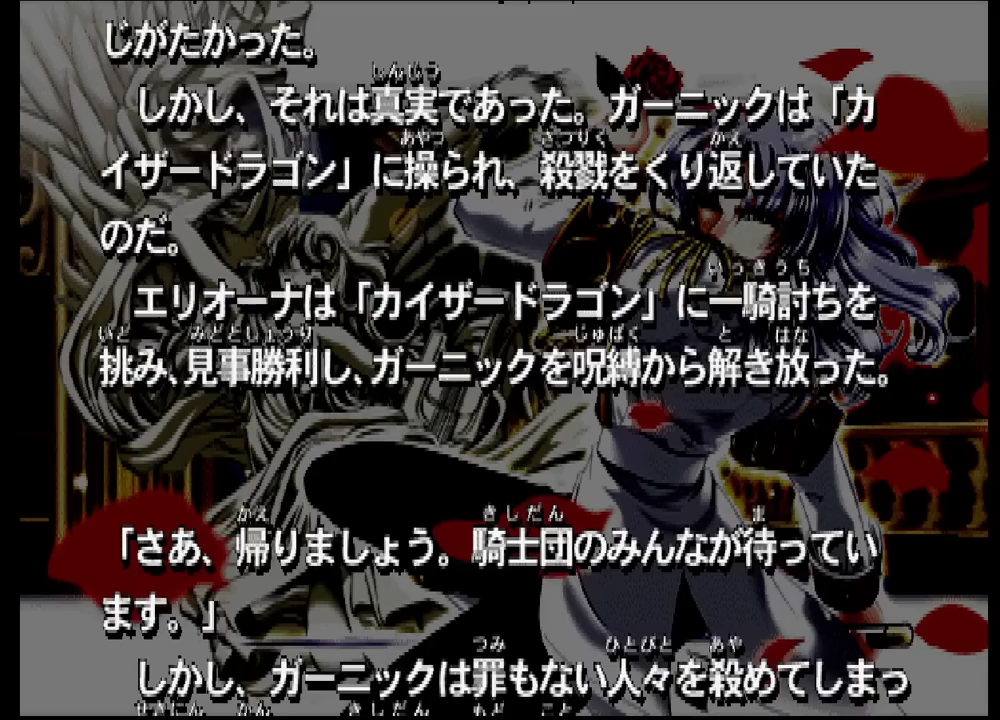 じがたかった。
しかし、それは真実であった。ガーニックは「カ
イザードラゴン」に操られ、殺戮をくり返していた
のだ。
エリオーナは「カイザードラゴン」に一騎討ちを
挑み、見事勝利し、ガーニックを呪縛から解き放った。
「さあ、帰りましょう。騎士団のみんなが待ってい
ます。」
しかし、ガーニックは罪もない人々を殺めてしまっ